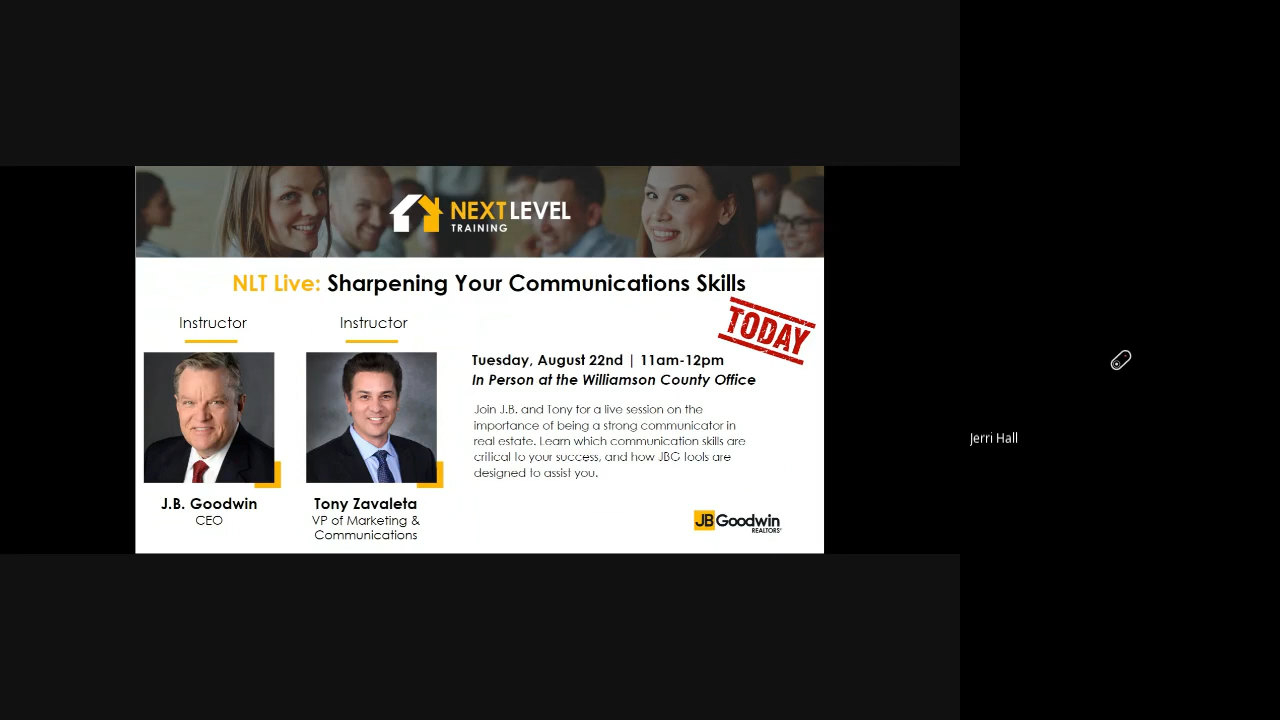 NEXT LEVEL
TRAINING
NLT Live: Sharpening Your Communications Skills
TODAY
Instructor
Instructor
Tuesday, August 22nd | 11am-12pm
In Person at the Williamson County Office
Join J.B. and Tony for a live session on the
importance of being a strong communicator in
real estate. Learn which communication skills are
critical to your success, and how JBG tools are
designed to assist you.
J.B. Goodwin
CEO
Tony Zavaleta
VP of Marketing &
Communications
JB Goodwin
REALTORS®
Jerri Hall